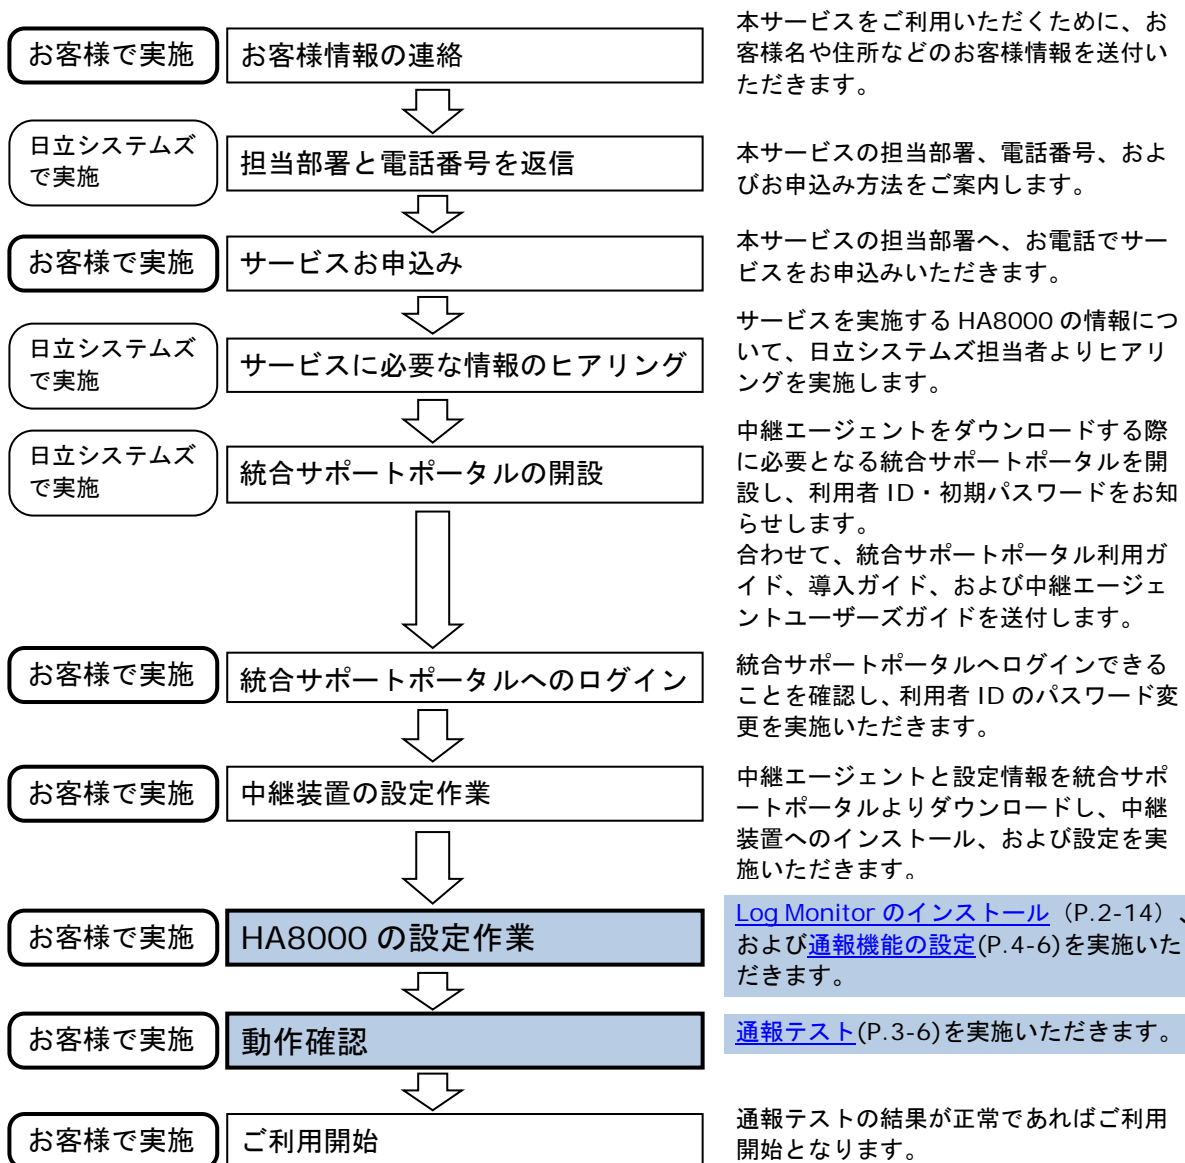 お客様で実施
お客様情報の連絡
本サービスをご利用いただくために、お
客様名や住所などのお客様情報を送付い
ただきます。
日立システムズ
で実施
担当部署と電話番号を返信
本サービスの担当部署、電話番号、およ
びお申込み方法をご案内します。
お客様で実施
サービスお申込み
本サービスの担当部署へ、お電話でサー
ビスをお申込みいただきます。
日立システムズ
で実施
サービスに必要な情報のヒアリング
サービスを実施する HA8000 の情報につ
いて、日立システムズ担当者よりヒアリ
ングを実施します。
日立システムズ
で実施
統合サポートポータルの開設
中継エージェントをダウンロードする際
に必要となる統合サポートポータルを開
設し、利用者 ID・初期パスワードをお知
らせします。
合わせて、統合サポートポータル利用ガ
イド、導入ガイド、および中継エージェ
ントユーザーズガイドを送付します。
お客様で実施
統合サポートポータルへのログイン
統合サポートポータルへログインできる
ことを確認し、利用者 ID のパスワード変
更を実施いただきます。
お客様で実施
中継装置の設定作業
中継エージェントと設定情報を統合サポ
ートポータルよりダウンロードし、中継
装置へのインストール、および設定を実
施いただきます。
お客様で実施
HA8000 の設定作業
Log Monitor のインストール（P.2-14）、
および通報機能の設定(P.4-6)を実施いた
だきます。
お客様で実施
動作確認
通報テスト(P.3-6)を実施いただきます。
お客様で実施
ご利用開始
通報テストの結果が正常であればご利用
開始となります。